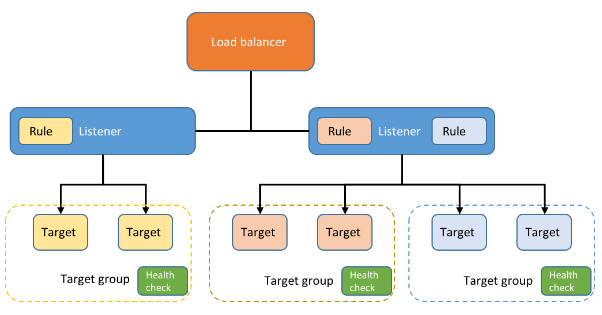 Load balancer
Rule Listener
Rule Listener Rule
Target Target Target Target Target Target
Target group Health check
Target group Health check
Target group Health check